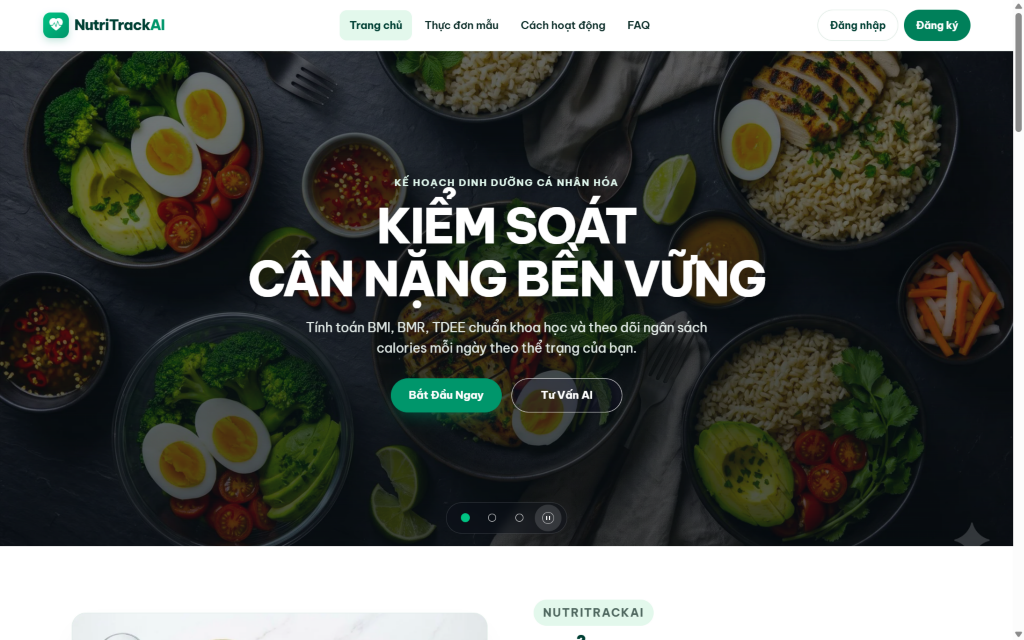 NutriTrackAI
Trang chủ
Thực đơn mẫu
Cách hoạt động
FAQ
Đăng nhập
Đăng ký
KẾ HOẠCH DINH DƯỠNG CÁ NHÂN HÓA
KIỂM SOÁT
CÂN NẶNG BỀN VỮNG
Tính toán BMI, BMR, TDEE chuẩn khoa học và theo dõi ngân sách
calories mỗi ngày theo thể trạng của bạn.
Bắt Đầu Ngay
Tư Vấn AI
NUTRITRACKAI